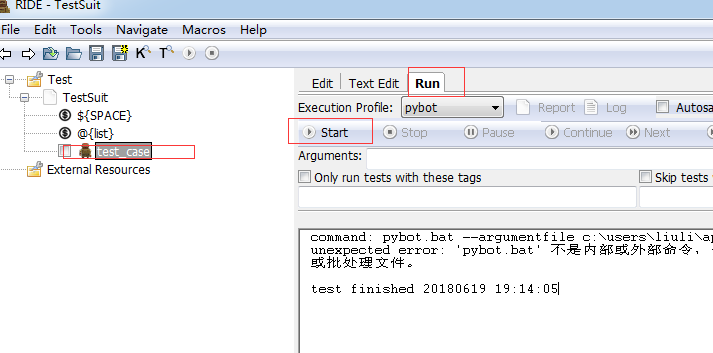 RIDE - TestSuit
File Edit Tools Navigate Macros Help
K T
Test
TestSuit
${SPACE}
@{list}
test_case
External Resources
Edit Text Edit Run
Execution Profile: pybot Report Log Autosa
Start Stop Pause Continue Next
Arguments:
Only run tests with these tags Skip tests
command: pybot.bat --argumentfile c:\users\liuli\ap
unexpected error: 'pybot.bat' 不是内部或外部命令，
或批处理文件。
test finished 20180619 19:14:05